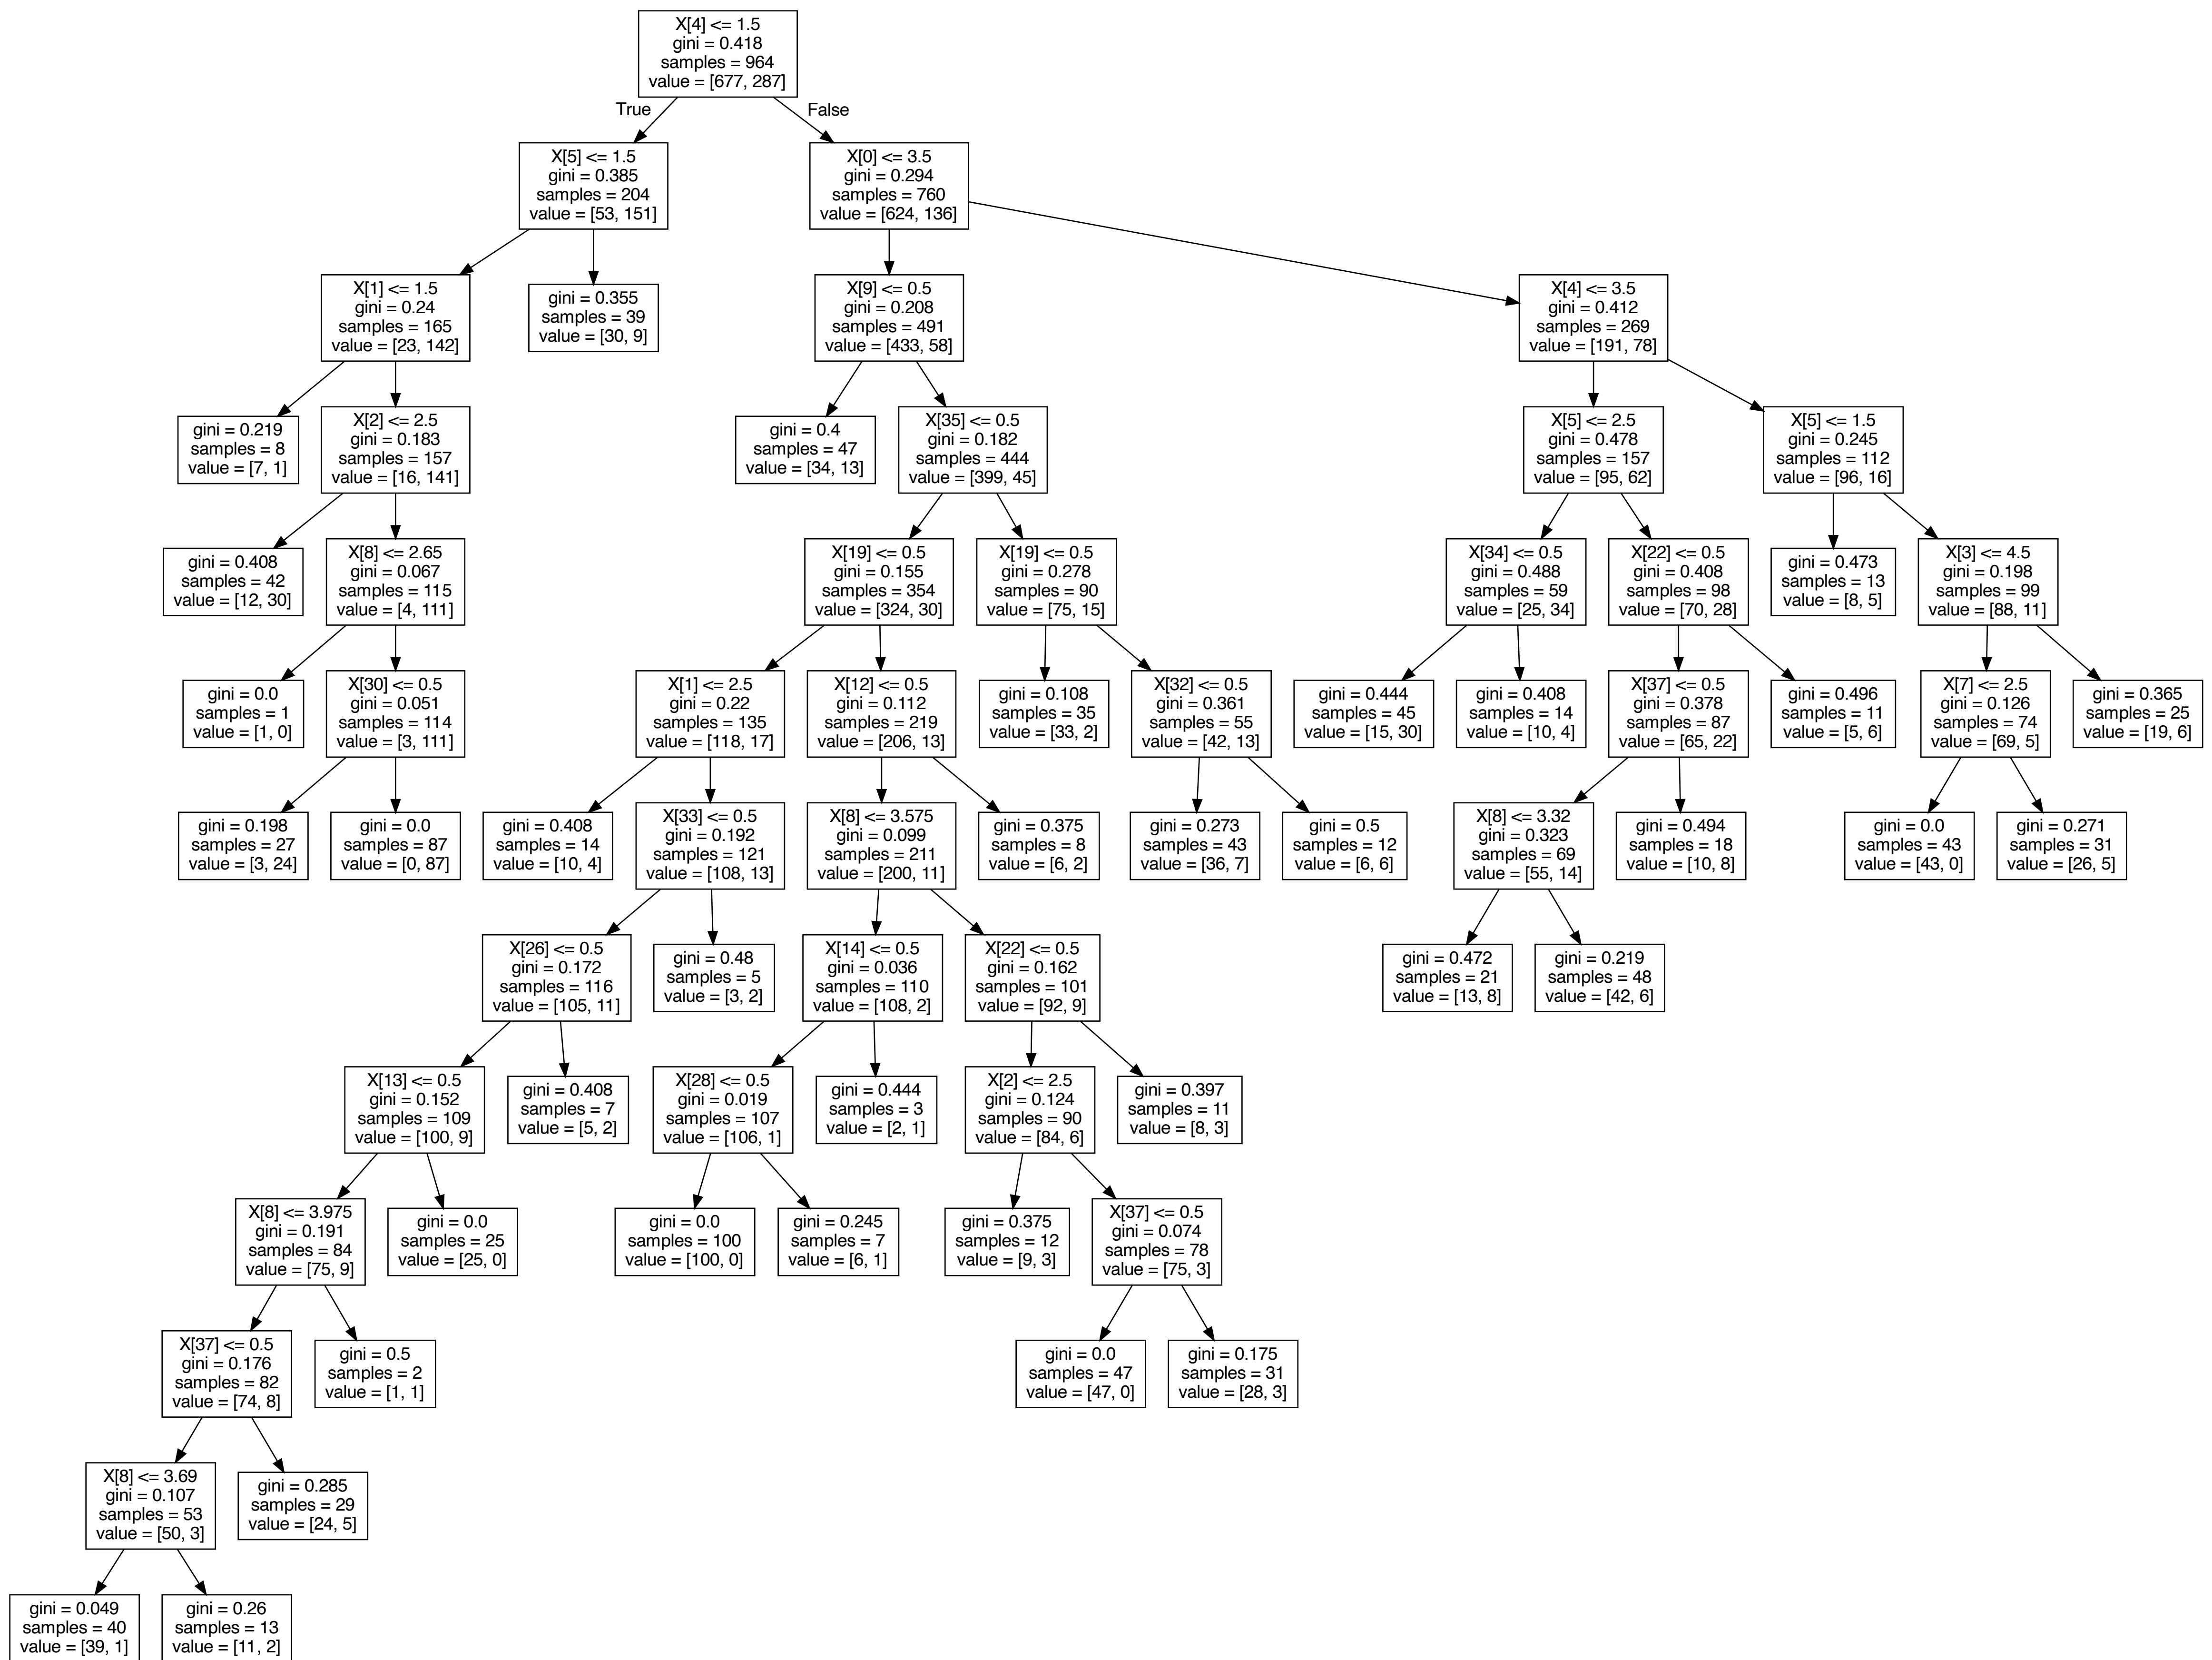 X[4] <= 1.5
gini = 0.418
samples = 964
value = [677, 287]
True
False
X[5] <= 1.5
gini = 0.385
samples = 204
value = [53, 151]
X[0] <= 3.5
gini = 0.294
samples = 760
value = [624, 136]
X[1] <= 1.5
gini = 0.24
samples = 165
value = [23, 142]
gini = 0.355
samples = 39
value = [30, 9]
X[9] <= 0.5
gini = 0.208
samples = 491
value = [433, 58]
X[4] <= 3.5
gini = 0.412
samples = 269
value = [191, 78]
gini = 0.219
samples = 8
value = [7, 1]
X[2] <= 2.5
gini = 0.183
samples = 157
value = [16, 141]
gini = 0.4
samples = 47
value = [34, 13]
X[35] <= 0.5
gini = 0.182
samples = 444
value = [399, 45]
X[5] <= 2.5
gini = 0.478
samples = 157
value = [95, 62]
X[5] <= 1.5
gini = 0.245
samples = 112
value = [96, 16]
gini = 0.408
samples = 42
value = [12, 30]
X[8] <= 2.65
gini = 0.067
samples = 115
value = [4, 111]
X[19] <= 0.5
gini = 0.155
samples = 354
value = [324, 30]
X[19] <= 0.5
gini = 0.278
samples = 90
value = [75, 15]
X[34] <= 0.5
gini = 0.488
samples = 59
value = [25, 34]
X[22] <= 0.5
gini = 0.408
samples = 98
value = [70, 28]
gini = 0.473
samples = 13
value = [8, 5]
X[3] <= 4.5
gini = 0.198
samples = 99
value = [88, 11]
gini = 0.0
samples = 1
value = [1, 0]
X[30] <= 0.5
gini = 0.051
samples = 114
value = [3, 111]
X[1] <= 2.5
gini = 0.22
samples = 135
value = [118, 17]
X[12] <= 0.5
gini = 0.112
samples = 219
value = [206, 13]
gini = 0.108
samples = 35
value = [33, 2]
X[32] <= 0.5
gini = 0.361
samples = 55
value = [42, 13]
gini = 0.444
samples = 45
value = [15, 30]
gini = 0.408
samples = 14
value = [10, 4]
X[37] <= 0.5
gini = 0.378
samples = 87
value = [65, 22]
gini = 0.496
samples = 11
value = [5, 6]
X[7] <= 2.5
gini = 0.126
samples = 74
value = [69, 5]
gini = 0.365
samples = 25
value = [19, 6]
gini = 0.198
samples = 27
value = [3, 24]
gini = 0.0
samples = 87
value = [0, 87]
gini = 0.408
samples = 14
value = [10, 4]
X[33] <= 0.5
gini = 0.192
samples = 121
value = [108, 13]
X[8] <= 3.575
gini = 0.099
samples = 211
value = [200, 11]
gini = 0.375
samples = 8
value = [6, 2]
gini = 0.273
samples = 43
value = [36, 7]
gini = 0.5
samples = 12
value = [6, 6]
X[8] <= 3.32
gini = 0.323
samples = 69
value = [55, 14]
gini = 0.494
samples = 18
value = [10, 8]
gini = 0.0
samples = 43
value = [43, 0]
gini = 0.271
samples = 31
value = [26, 5]
X[26] <= 0.5
gini = 0.172
samples = 116
value = [105, 11]
gini = 0.48
samples = 5
value = [3, 2]
X[14] <= 0.5
gini = 0.036
samples = 110
value = [108, 2]
X[22] <= 0.5
gini = 0.162
samples = 101
value = [92, 9]
gini = 0.472
samples = 21
value = [13, 8]
gini = 0.219
samples = 48
value = [42, 6]
X[13] <= 0.5
gini = 0.152
samples = 109
value = [100, 9]
gini = 0.408
samples = 7
value = [5, 2]
X[28] <= 0.5
gini = 0.019
samples = 107
value = [106, 1]
gini = 0.444
samples = 3
value = [2, 1]
X[2] <= 2.5
gini = 0.124
samples = 90
value = [84, 6]
gini = 0.397
samples = 11
value = [8, 3]
X[8] <= 3.975
gini = 0.191
samples = 84
value = [75, 9]
gini = 0.0
samples = 25
value = [25, 0]
gini = 0.0
samples = 100
value = [100, 0]
gini = 0.245
samples = 7
value = [6, 1]
gini = 0.375
samples = 12
value = [9, 3]
X[37] <= 0.5
gini = 0.074
samples = 78
value = [75, 3]
X[37] <= 0.5
gini = 0.176
samples = 82
value = [74, 8]
gini = 0.5
samples = 2
value = [1, 1]
gini = 0.0
samples = 47
value = [47, 0]
gini = 0.175
samples = 31
value = [28, 3]
X[8] <= 3.69
gini = 0.107
samples = 53
value = [50, 3]
gini = 0.285
samples = 29
value = [24, 5]
gini = 0.049
samples = 40
value = [39, 1]
gini = 0.26
samples = 13
value = [11, 2]